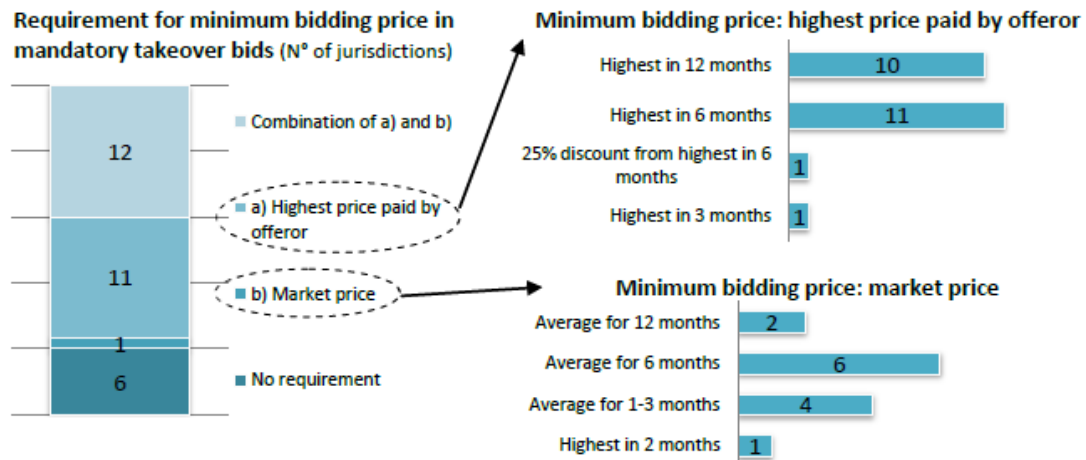 Requirement for minimum bidding price in
mandatory takeover bids (N° of jurisdictions)
12
11
1
6
Combination of a) and b)
a) Highest price paid by
offeror
b) Market price
No requirement
Minimum bidding price: highest price paid by offeror
Highest in 12 months
10
Highest in 6 months
11
25% discount from highest in 6
months
1
Highest in 3 months
1
Minimum bidding price: market price
Average for 12 months
2
Average for 6 months
6
Average for 1-3 months
4
Highest in 2 months
1